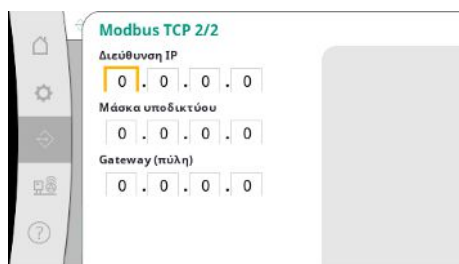 Modbus TCP 2/2
Διεύθυνση IP
0 . 0 . 0 . 0
Μάσκα υποδικτύου
0 . 0 . 0 . 0
Gateway (πύλη)
0 . 0 . 0 . 0
?